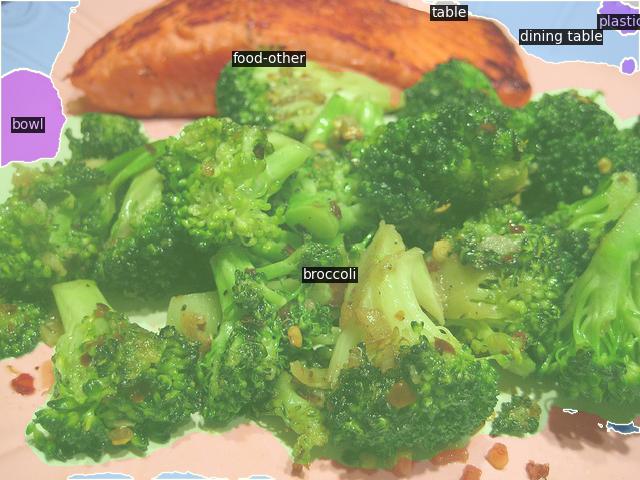 table
plastic
dining table
food-other
bowl
broccoli